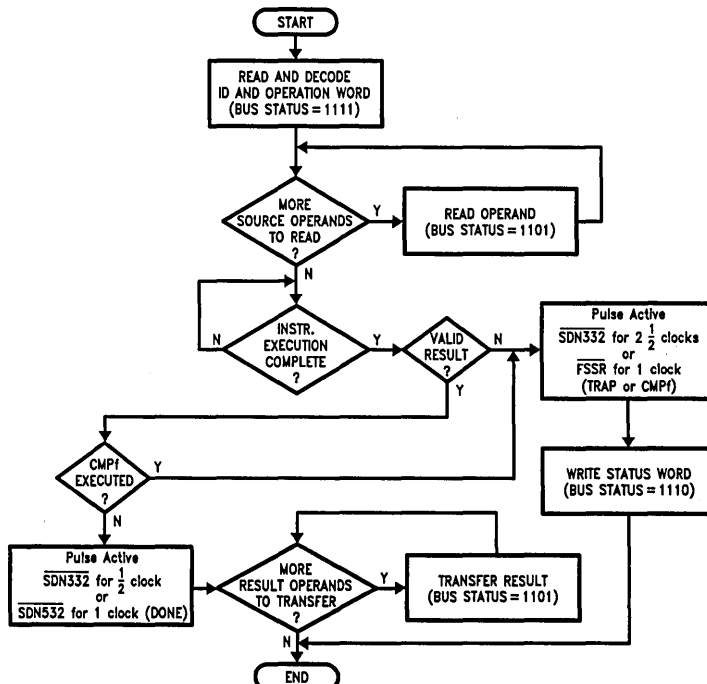 START
READ AND DECODE
ID AND OPERATION WORD
(BUS STATUS = 1111)
MORE
SOURCE OPERANDS
TO READ
?
Y
N
READ OPERAND
(BUS STATUS = 1101)
INSTR.
EXECUTION
COMPLETE
?
N
Y
VALID
RESULT
?
N
Y
Pulse Active
SDN332 for 2 1/2 clocks
or
FSSR for 1 clock
(TRAP or CMPf)
CMPf
EXECUTED
?
Y
N
WRITE STATUS WORD
(BUS STATUS = 1110)
Pulse Active
SDN332 for 1/2 clock
or
SDN532 for 1 clock (DONE)
MORE
RESULT OPERANDS
TO TRANSFER
?
Y
N
TRANSFER RESULT
(BUS STATUS = 1101)
END